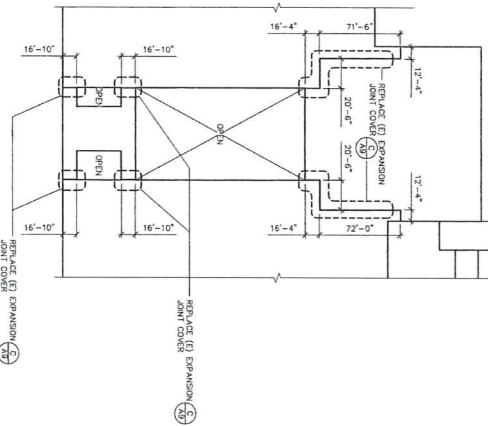 16'-4"
71'-6"
16'-10"
16'-10"
12'-4"
REPLACE (E) EXPANSION
JOINT COVER
C
A9
OPEN
20'-6"
OPEN
20'-6"
OPEN
12'-4"
16'-10"
16'-10"
16'-4"
72'-0"
REPLACE (E) EXPANSION
JOINT COVER
C
A9
REPLACE (E) EXPANSION
JOINT COVER
C
A9